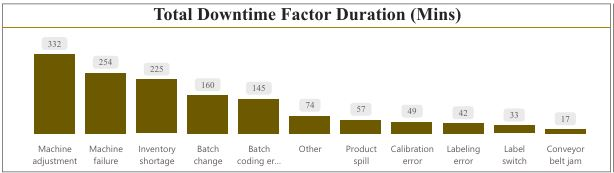 Total Downtime Factor Duration (Mins)
332
254
225
160
145
74
57
49
42
33
17
Machine
adjustment
Machine
failure
Inventory
shortage
Batch
change
Batch
coding er...
Other
Product
spill
Calibration
error
Labeling
error
Label
switch
Conveyor
belt jam